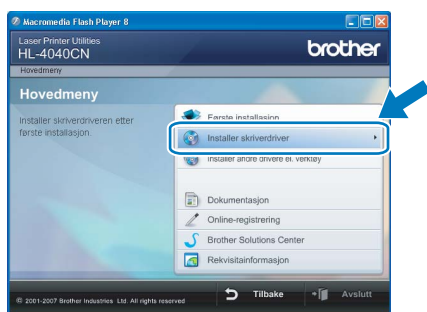 Macromedia Flash Player 8
Laser Printer Utilities
HL-4040CN
brother
Hovedmeny
Hovedmeny
Installer skriverdriveren etter
første installasjon.
Første installasjon
Installer skriverdriver
Installer andre drivere el. verktøy
Dokumentasjon
Online-registrering
Brother Solutions Center
Rekvisitainformasjon
© 2001-2007 Brother Industries Ltd. All rights reserved
Tilbake
Avslutt